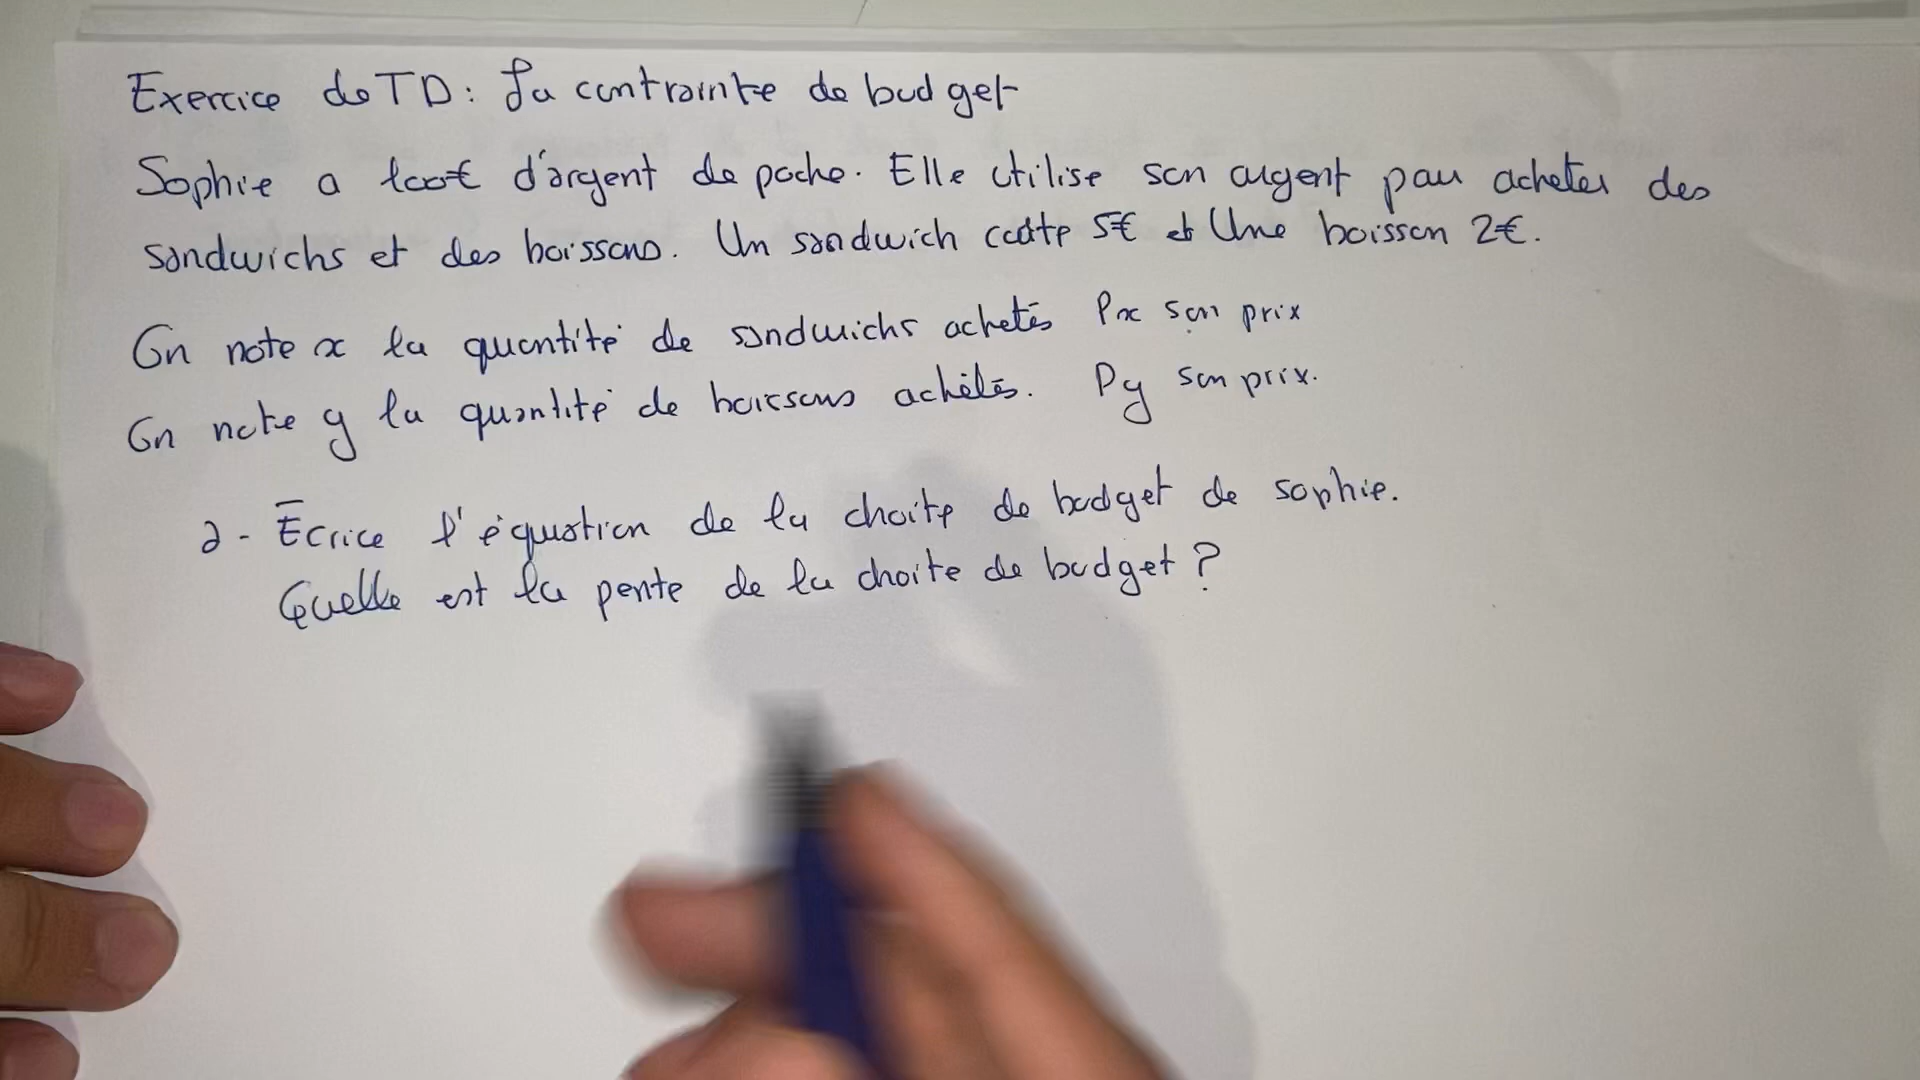 Exercice de TD : La contrainte de budget
Sophie a 100€ d'argent de poche. Elle utilise son argent pour acheter des
sandwichs et des boissons. Un sandwich coûte 5€ et Une boisson 2€.
On note x la quantité de sandwichs achetés Px son prix
On note y la quantité de boissons achetés. Py son prix.
2 - Ecrire l'équation de la droite de budget de sophie.
Quelle est la pente de la droite de budget ?